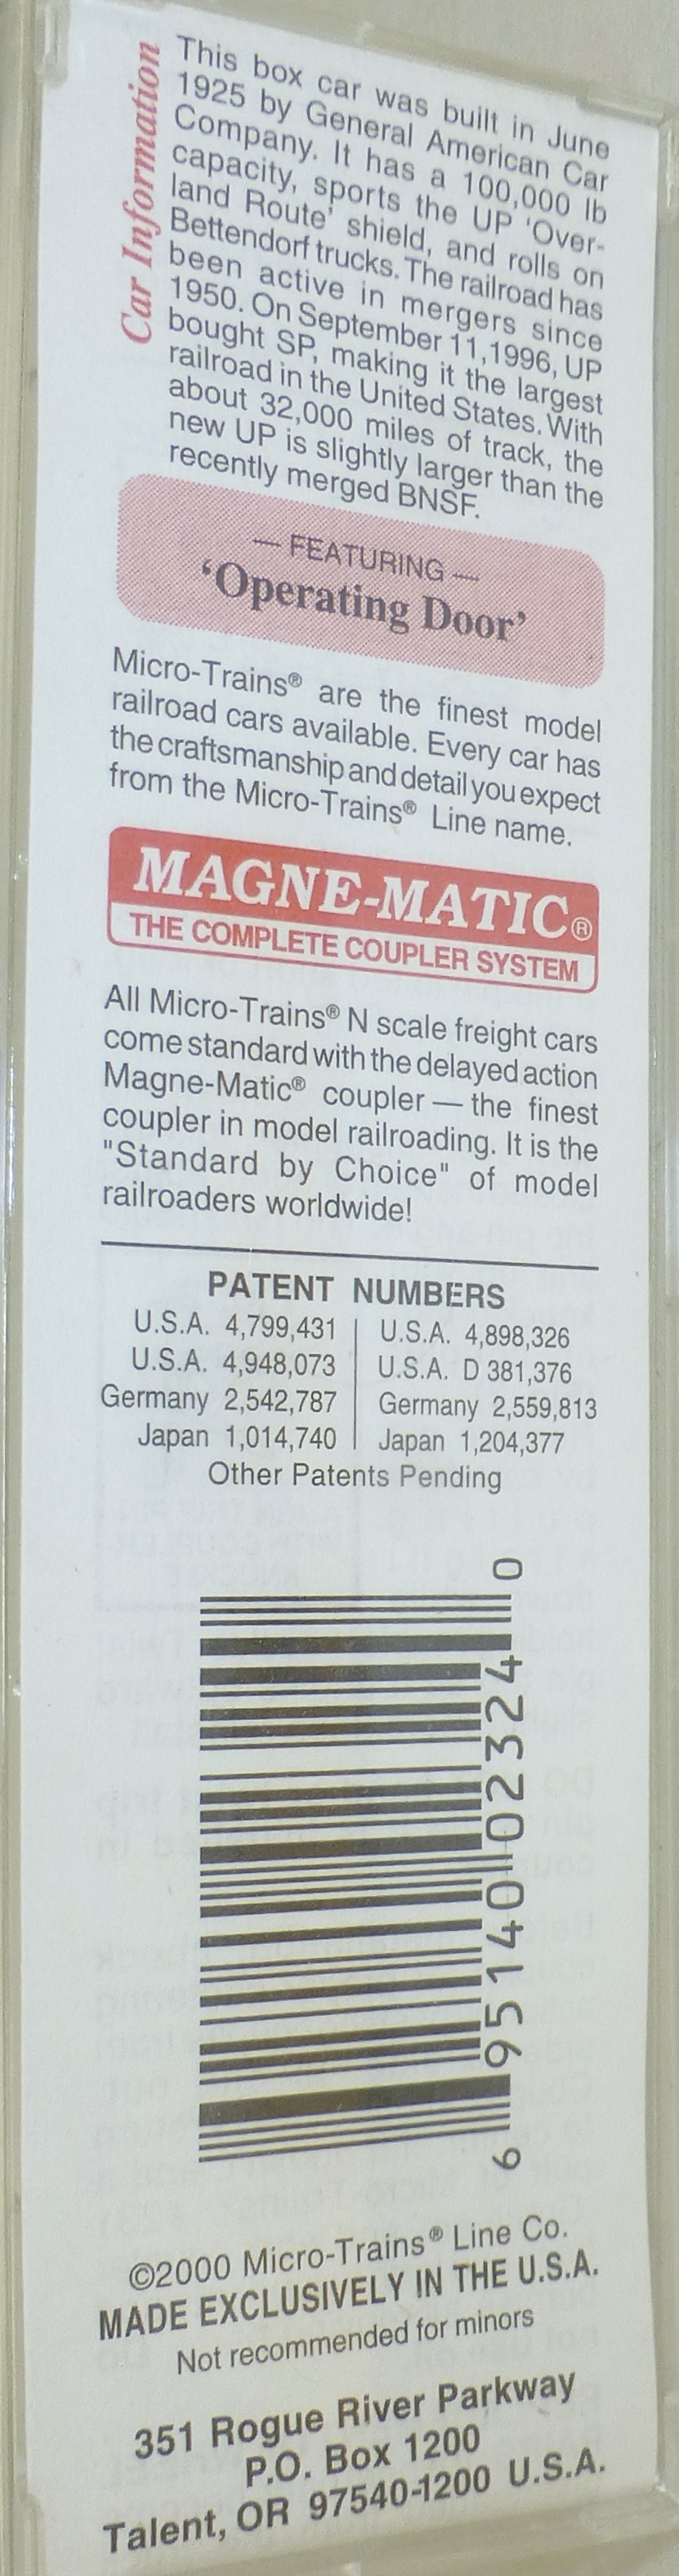 Car Information
This box car was built in June
1925 by General American Car
Company. It has a 100,000 lb
capacity, sports the UP 'Over-
land Route' shield, and rolls on
Bettendorf trucks. The railroad has
been active in mergers since
1950. On September 11,1996, UP
bought SP, making it the largest
railroad in the United States. With
about 32,000 miles of track, the
new UP is slightly larger than the
recently merged BNSF.
— FEATURING —
'Operating Door'
Micro-Trains® are the finest model
railroad cars available. Every car has
the craftsmanship and detail you expect
from the Micro-Trains® Line name.
MAGNE-MATIC®
THE COMPLETE COUPLER SYSTEM
All Micro-Trains® N scale freight cars
come standard with the delayed action
Magne-Matic® coupler — the finest
coupler in model railroading. It is the
"Standard by Choice" of model
railroaders worldwide!
PATENT NUMBERS
U.S.A. 4,799,431 | U.S.A. 4,898,326
U.S.A. 4,948,073 | U.S.A. D 381,376
Germany 2,542,787 | Germany 2,559,813
Japan 1,014,740 | Japan 1,204,377
Other Patents Pending
6 95140 02324 0
©2000 Micro-Trains® Line Co.
MADE EXCLUSIVELY IN THE U.S.A.
Not recommended for minors
351 Rogue River Parkway
P.O. Box 1200
Talent, OR 97540-1200 U.S.A.